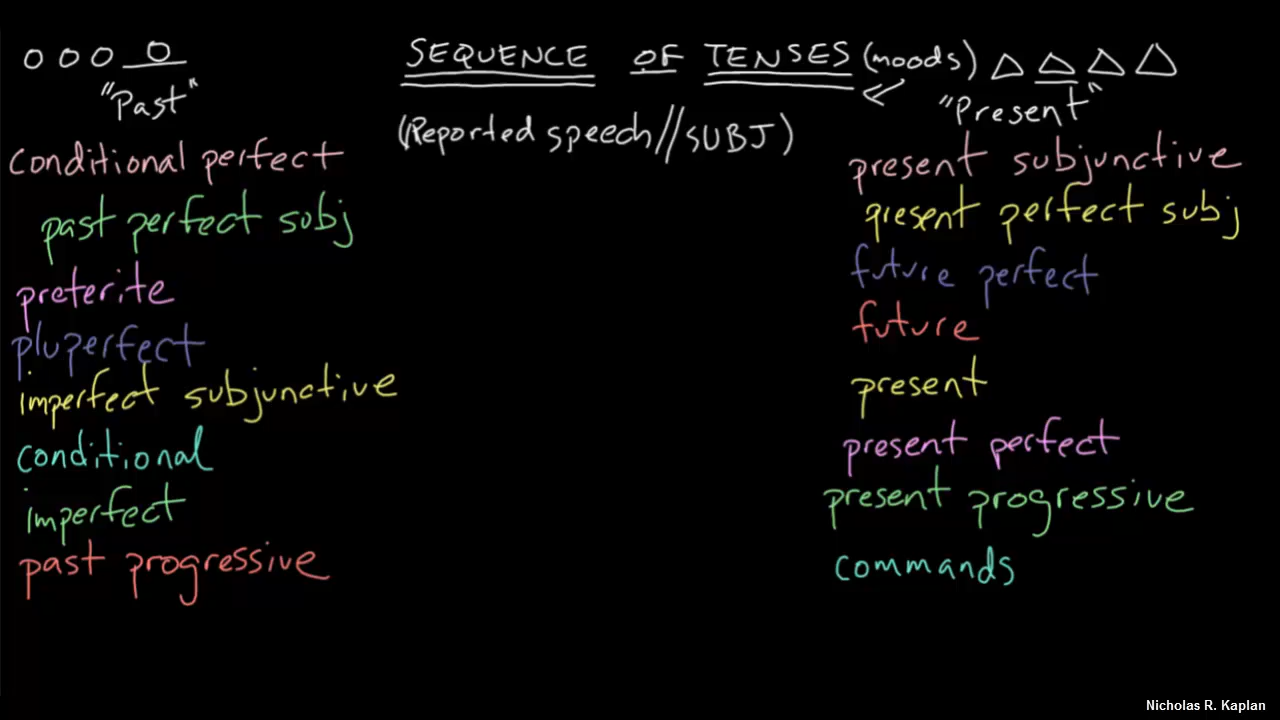 SEQUENCE OF TENSES (moods)
(Reported speech//SUBJ)
"Past"
conditional perfect
past perfect subj
preterite
pluperfect
imperfect subjunctive
conditional
imperfect
past progressive
"Present"
present subjunctive
present perfect subj
future perfect
future
present
present perfect
present progressive
commands
Nicholas R. Kaplan